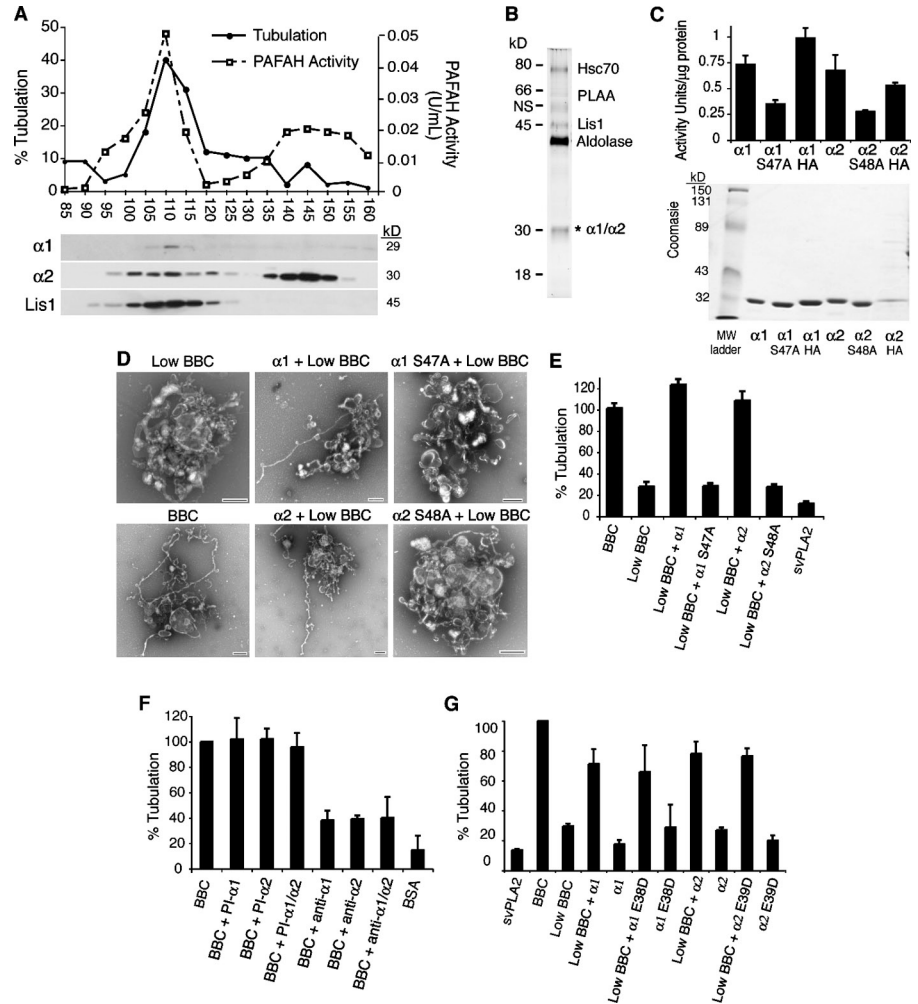 A
50
40
30
20
10
0
% Tubulation
Tubulation
PAFAH Activity
0.05
0.04
0.03
0.02
0.01
0
PAFAH Activity
(U/mL)
85 90 95 100 105 110 115 120 125 130 135 140 145 150 155 160
kD
α1 29
α2 30
Lis1 45
B
kD
80 Hsc70
66 PLAA
NS
45 Lis1
Aldolase
30 * α1/α2
18
C
Activity Units/µg protein
1
0.75
0.5
0.25
0
α1 α1 S47A α1 HA α2 α2 S48A α2 HA
kD
150
131
89
43
32
Coomasie
MW ladder
α1 α1 S47A α1 HA α2 α2 S48A α2 HA
D
Low BBC α1 + Low BBC α1 S47A + Low BBC
BBC α2 + Low BBC α2 S48A + Low BBC
E
% Tubulation
120
100
80
60
40
20
0
BBC
Low BBC
Low BBC + α1
Low BBC + α1 S47A
Low BBC + α2
Low BBC + α2 S48A
svPLA2
F
% Tubulation
120
100
80
60
40
20
0
BBC
BBC + PI-α1
BBC + PI-α2
BBC + PI-α1/α2
BBC + anti-α1
BBC + anti-α2
BBC + anti-α1/α2
BSA
G
% Tubulation
80
60
40
20
0
svPLA2
BBC
Low BBC
Low BBC + α1
α1
Low BBC + α1 E38D
α1 E38D
Low BBC + α2
α2
Low BBC + α2 E39D
α2 E39D